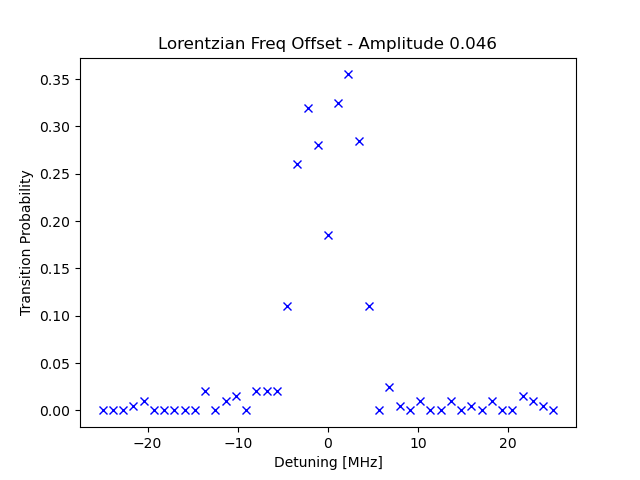 Lorentzian Freq Offset - Amplitude 0.046
Transition Probability
0.35
0.30
0.25
0.20
0.15
0.10
0.05
0.00
−20 −10 0 10 20
Detuning [MHz]